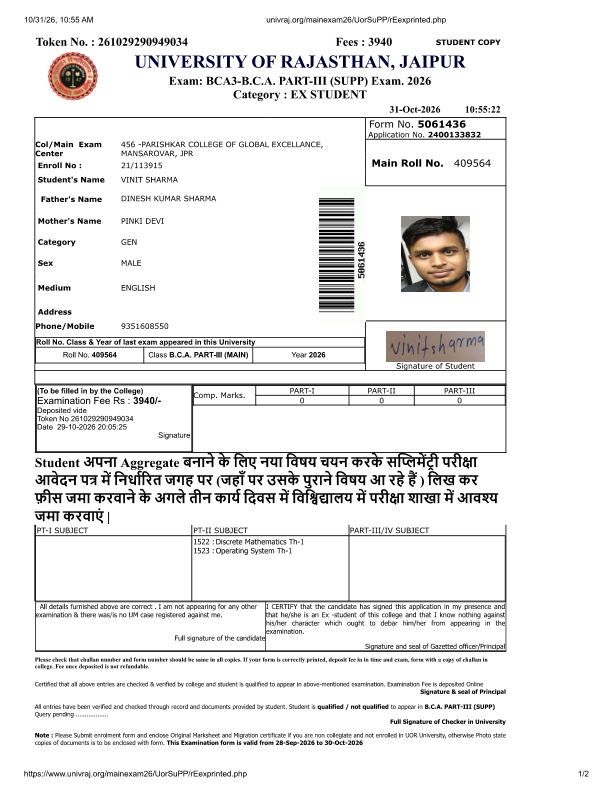 10/31/26, 10:55 AM univraj.org/mainexam26/UorSuPP/rEexprinted.php
Token No. : 261029290949034 Fees : 3940 STUDENT COPY
UNIVERSITY OF RAJASTHAN, JAIPUR
Exam: BCA3-B.C.A. PART-III (SUPP) Exam. 2026
Category : EX STUDENT
31-Oct-2026 10:55:22
Form No. 5061436
Application No. 2400133832
Col/Main Exam Center 456 -PARISHKAR COLLEGE OF GLOBAL EXCELLANCE, MANSAROVAR, JPR
Main Roll No. 409564
Enroll No : 21/113915
Student's Name VINIT SHARMA
Father's Name DINESH KUMAR SHARMA
Mother's Name PINKI DEVI
Category GEN
Sex MALE
Medium ENGLISH
Address
Phone/Mobile 9351608550
5061436
vinitsharma
Signature of Student
Roll No. Class & Year of last exam appeared in this University
Roll No. 409564 Class B.C.A. PART-III (MAIN) Year 2026
(To be filled in by the College)
Examination Fee Rs : 3940/-
Deposited vide
Token No 261029290949034
Date 29-10-2026 20:05:25
Signature
Comp. Marks. PART-I PART-II PART-III
0 0 0
Student अपना Aggregate बनाने के लिए नया विषय चयन करके सप्लिमेंट्री परीक्षा
आवेदन पत्र में निर्धारित जगह पर (जहाँ पर उसके पुराने विषय आ रहे हैं ) लिख कर
फ़ीस जमा करवाने के अगले तीन कार्य दिवस में विश्विद्यालय में परीक्षा शाखा में आवश्य
जमा करवाएं |
PT-I SUBJECT PT-II SUBJECT PART-III/IV SUBJECT
1522 : Discrete Mathematics Th-1
1523 : Operating System Th-1
All details furnished above are correct . I am not appearing for any other
examination & there was/is no UM case registered against me.
Full signature of the candidate
I CERTIFY that the candidate has signed this application in my presence and
that he/she is an Ex -student of this college and that I know nothing against
his/her character which ought to debar him/her from appearing in the
examination.
Signature and seal of Gazetted officer/Principal
Please check that challan number and form number should be same in all copies. If your form is correctly printed, deposit fee in in time and exam, form with a copy of challan in
college. Fee once deposited is not refundable.
Certified that all above entries are checked & verified by college and student is qualified to appear in above-mentioned examination. Examination Fee is deposited Online
Signature & seal of Principal
All entries have been verified and checked through record and documents provided by student. Student is qualified / not qualified to appear in B.C.A. PART-III (SUPP)
Query pending ..................
Full Signature of Checker in University
Note : Please Submit enrolment form and enclose Original Marksheet and Migration certificate if you are non collegiate and not enrolled in UOR University, otherwise Photo state
copies of documents is to be enclosed with form. This Examination form is valid from 28-Sep-2026 to 30-Oct-2026
https://www.univraj.org/mainexam26/UorSuPP/rEexprinted.php 1/2